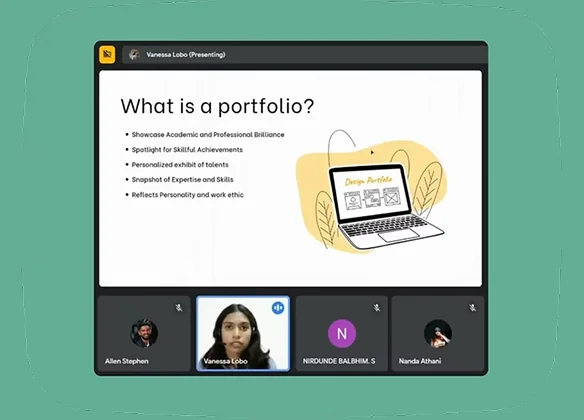 Vanessa Lobo (Presenting)
What is a portfolio?
• Showcase Academic and Professional Brilliance
• Spotlight for Skillful Achievements
• Personalized exhibit of talents
• Snapshot of Expertise and Skills
• Reflects Personality and work ethic
Design Portfolio
Allen Stephen
Vanessa Lobo
N
NIRDUNDE BALBHIM. S
Nanda Athani